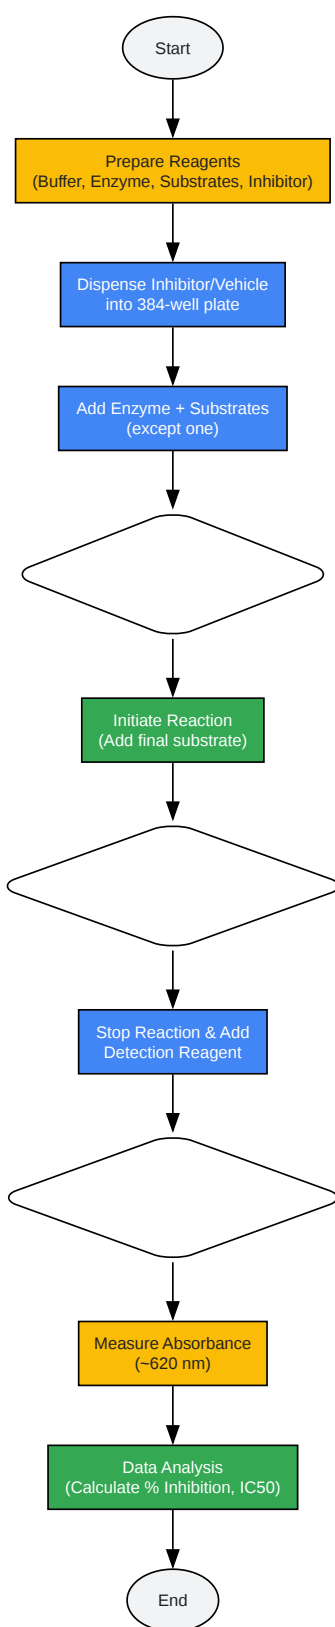 Start
Prepare Reagents
(Buffer, Enzyme, Substrates, Inhibitor)
Dispense Inhibitor/Vehicle
into 384-well plate
Add Enzyme + Substrates
(except one)
Initiate Reaction
(Add final substrate)
Stop Reaction & Add
Detection Reagent
Measure Absorbance
(~620 nm)
Data Analysis
(Calculate % Inhibition, IC50)
End